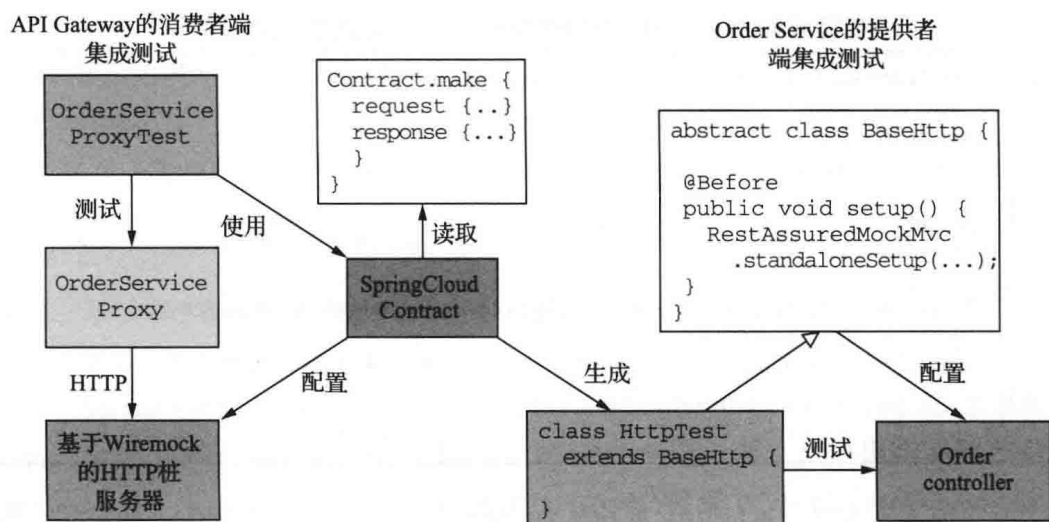 API Gateway的消费者端
集成测试
Order Service的提供者
端集成测试
OrderService
ProxyTest
Contract.make {
request {..}
response {...}
}
}
abstract class BaseHttp {
@Before
public void setup() {
RestAssuredMockMvc
.standaloneSetup(...);
}
}
测试
使用
读取
OrderService
Proxy
SpringCloud
Contract
HTTP
配置
生成
配置
基于Wiremock
的HTTP桩
服务器
class HttpTest
extends BaseHttp {
}
测试
Order
controller